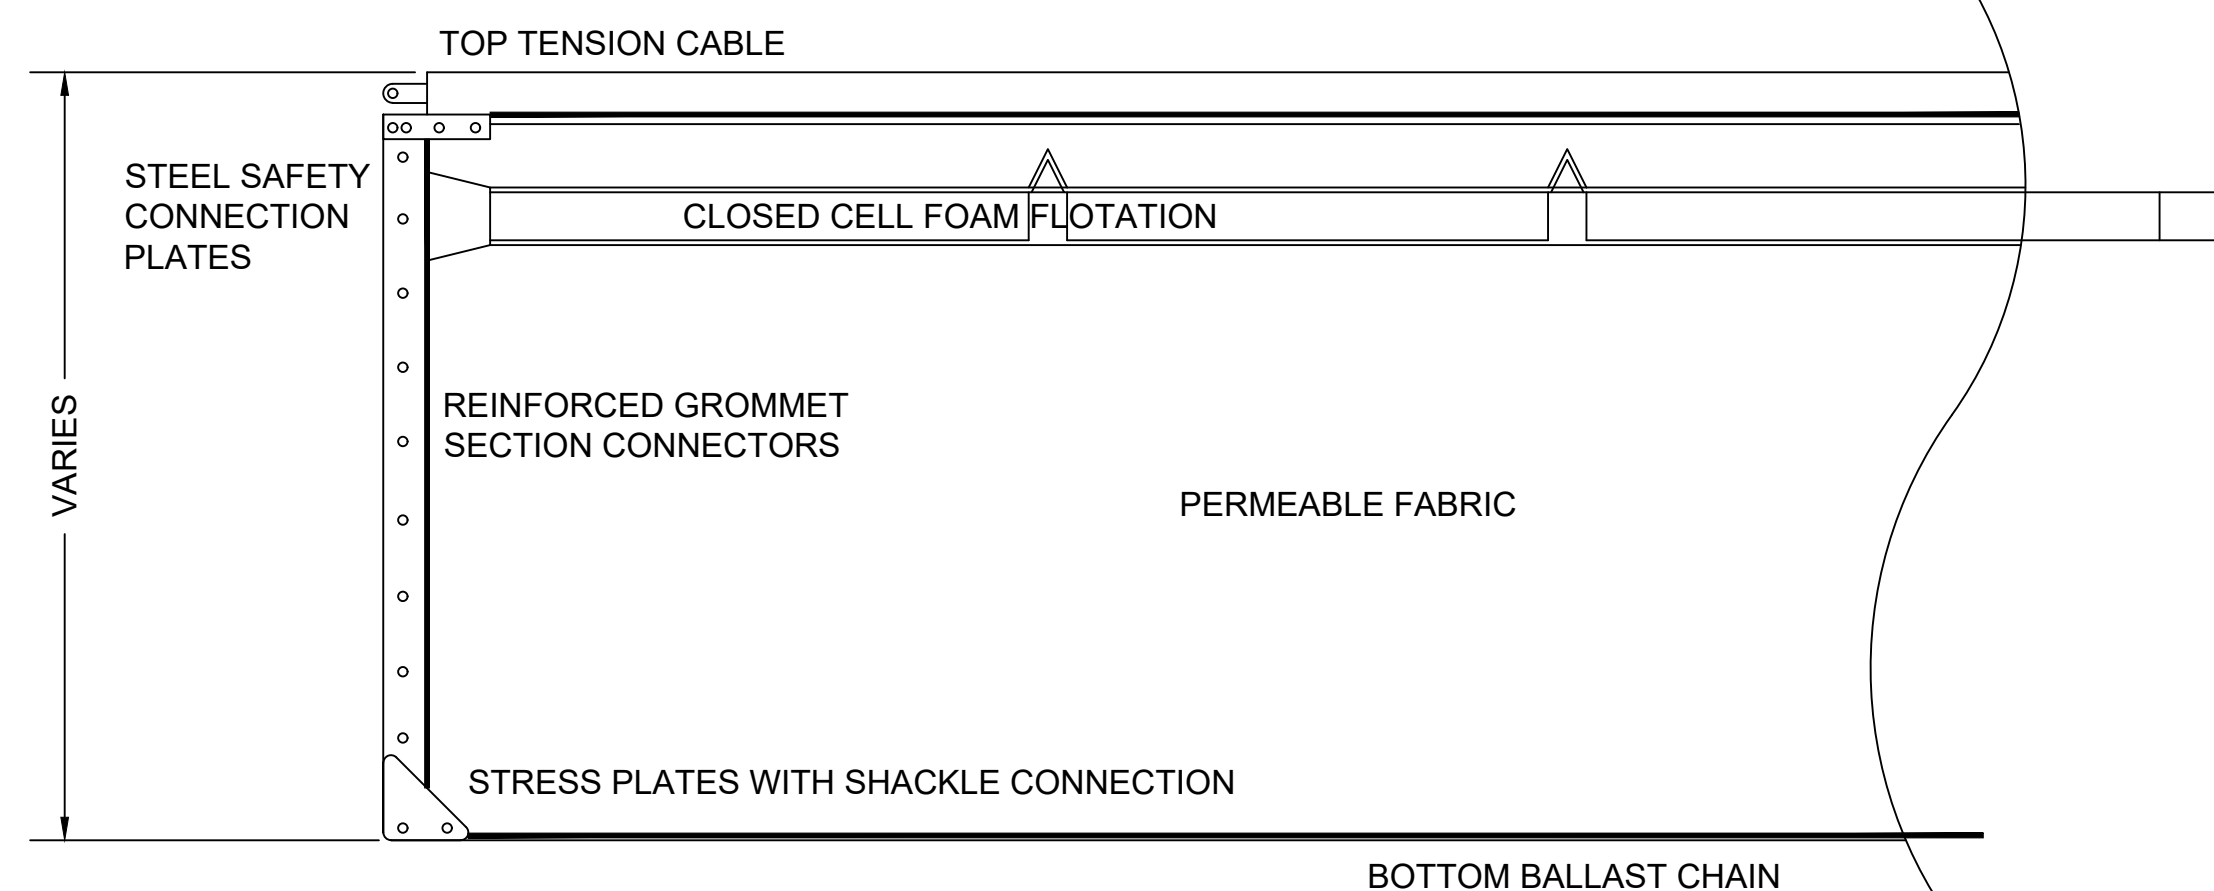 TOP TENSION CABLE
STEEL SAFETY
CONNECTION
PLATES
CLOSED CELL FOAM FLOTATION
VARIES
REINFORCED GROMMET
SECTION CONNECTORS
PERMEABLE FABRIC
STRESS PLATES WITH SHACKLE CONNECTION
BOTTOM BALLAST CHAIN